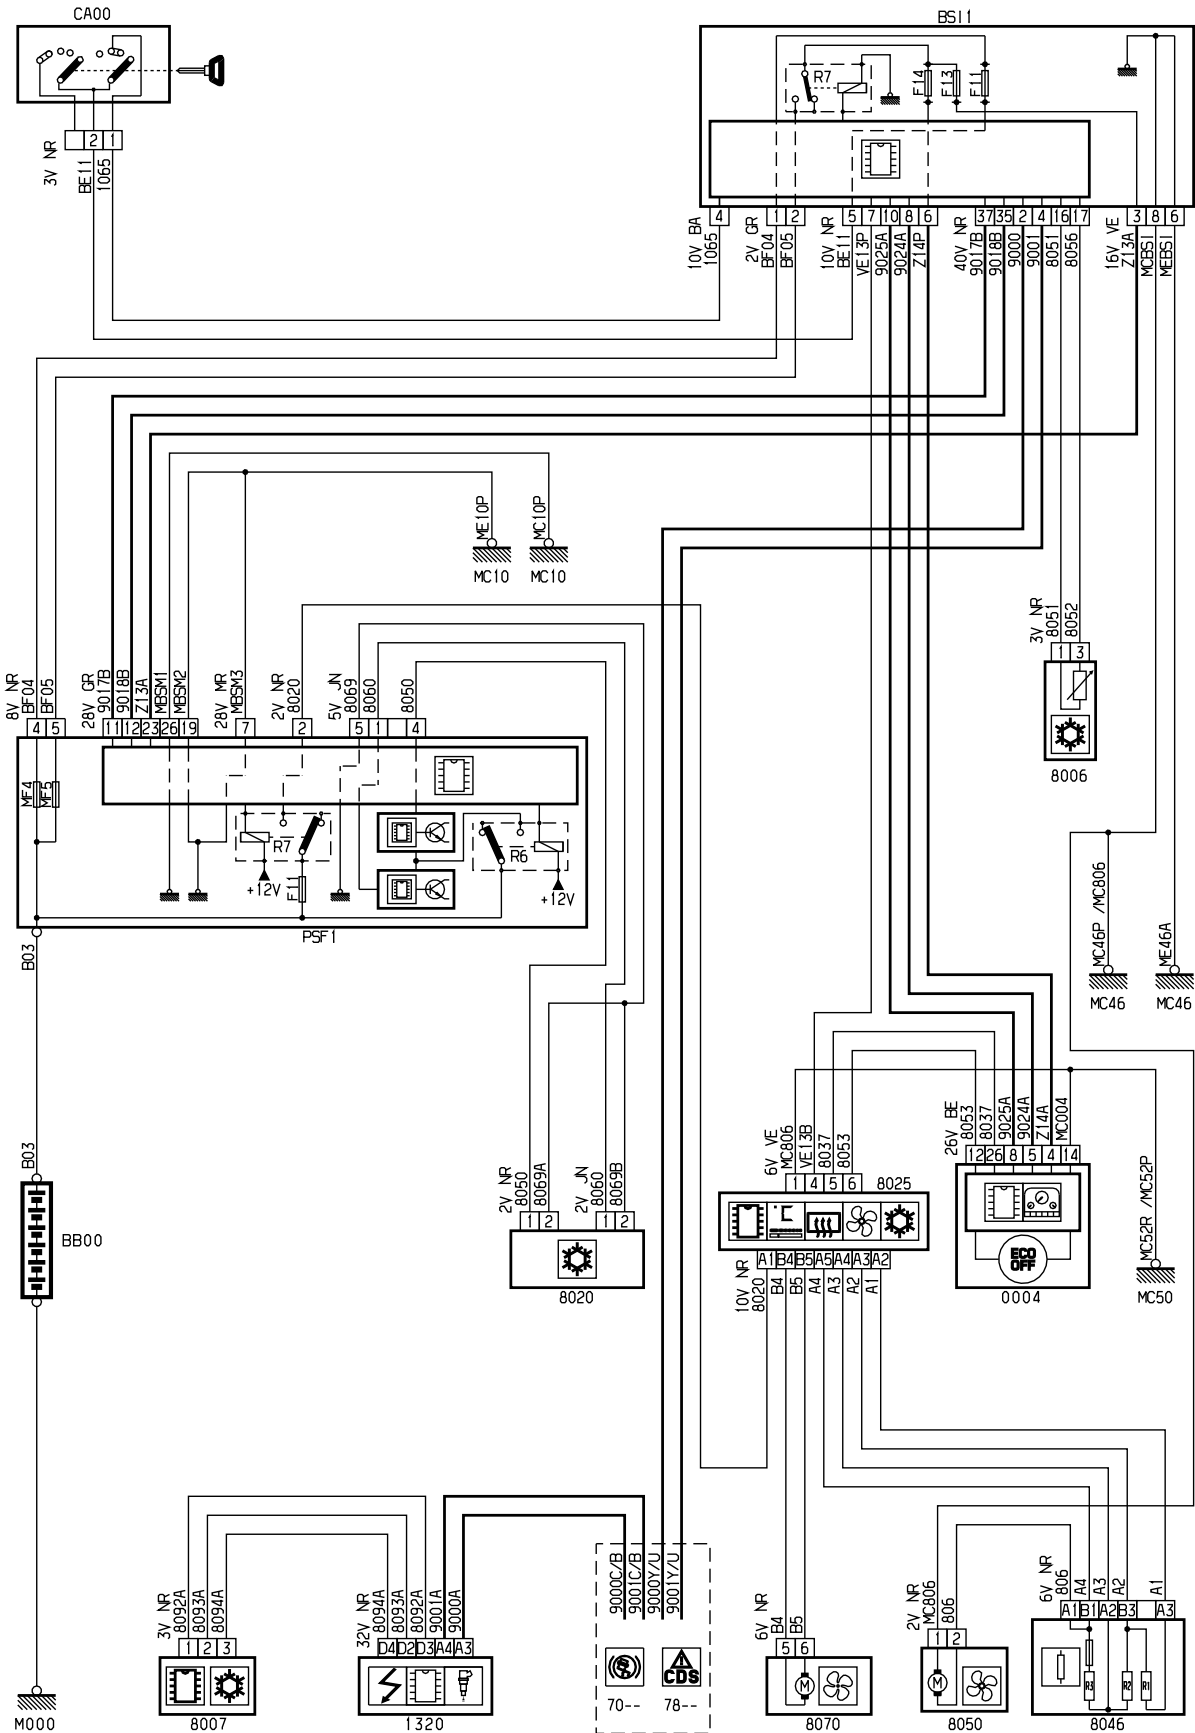 CA00
BSI1
R7
F14
F13
F11
2 1
3V NR
BE11
1065
4 1 2 5 7 10 8 6 37 35 2 4 16 17 3 8 6
10V BA
1065
2V GR
BF04
BF05
10V NR
BE11
VE13P
9025A
9024A
Z14P
40V NR
9017B
9018B
9000
9001
8051
8056
16V VE
Z13A
MCBSI
MEBSI
ME10P
MC10P
MC10
MC10
3V NR
8051
8052
1 3
8006
8V NR
BF04
BF05
28V GR
9017B
9018B
Z13A
MBSM1
MBSM2
28V MR
MBSM3
2V NR
8020
5V JN
8069
8060
8050
4 5 11 12 23 26 19 7 2 5 1 4
MF4
MF5
R7
R6
+12V
F11
+12V
PSF1
B03
MC46P /MC806
ME46A
MC46
MC46
B03
BB00
2V NR
8050
8069A
2V JN
8060
8069B
1 2 1 2
8020
6V VE
MC806
VE13B
8037
8053
1 4 5 6
8025
°C
A1 B4 B5 A5 A4 A3 A2
10V NR
8020
B4
B5
A4
A3
A2
A1
26V BE
8053
8037
9025A
9024A
Z14A
MC004
12 26 8 5 4 14
ECO
OFF
0004
MC52R /MC52P
MC50
3V NR
8092A
8093A
8094A
1 2 3
8007
32V NR
8094A
8093A
8092A
9001A
9000A
D4 D2 D3 A4 A3
1320
9000C/B
9001C/B
9000Y/U
9001Y/U
CDS
70--
78--
6V NR
B4
B5
5 6
M
8070
2V NR
MC806
806
1 2
M
8050
6V NR
806
A4
A3
A2
A1
A1 B1 A2 B3 A3
R3
R2
R1
8046
M000